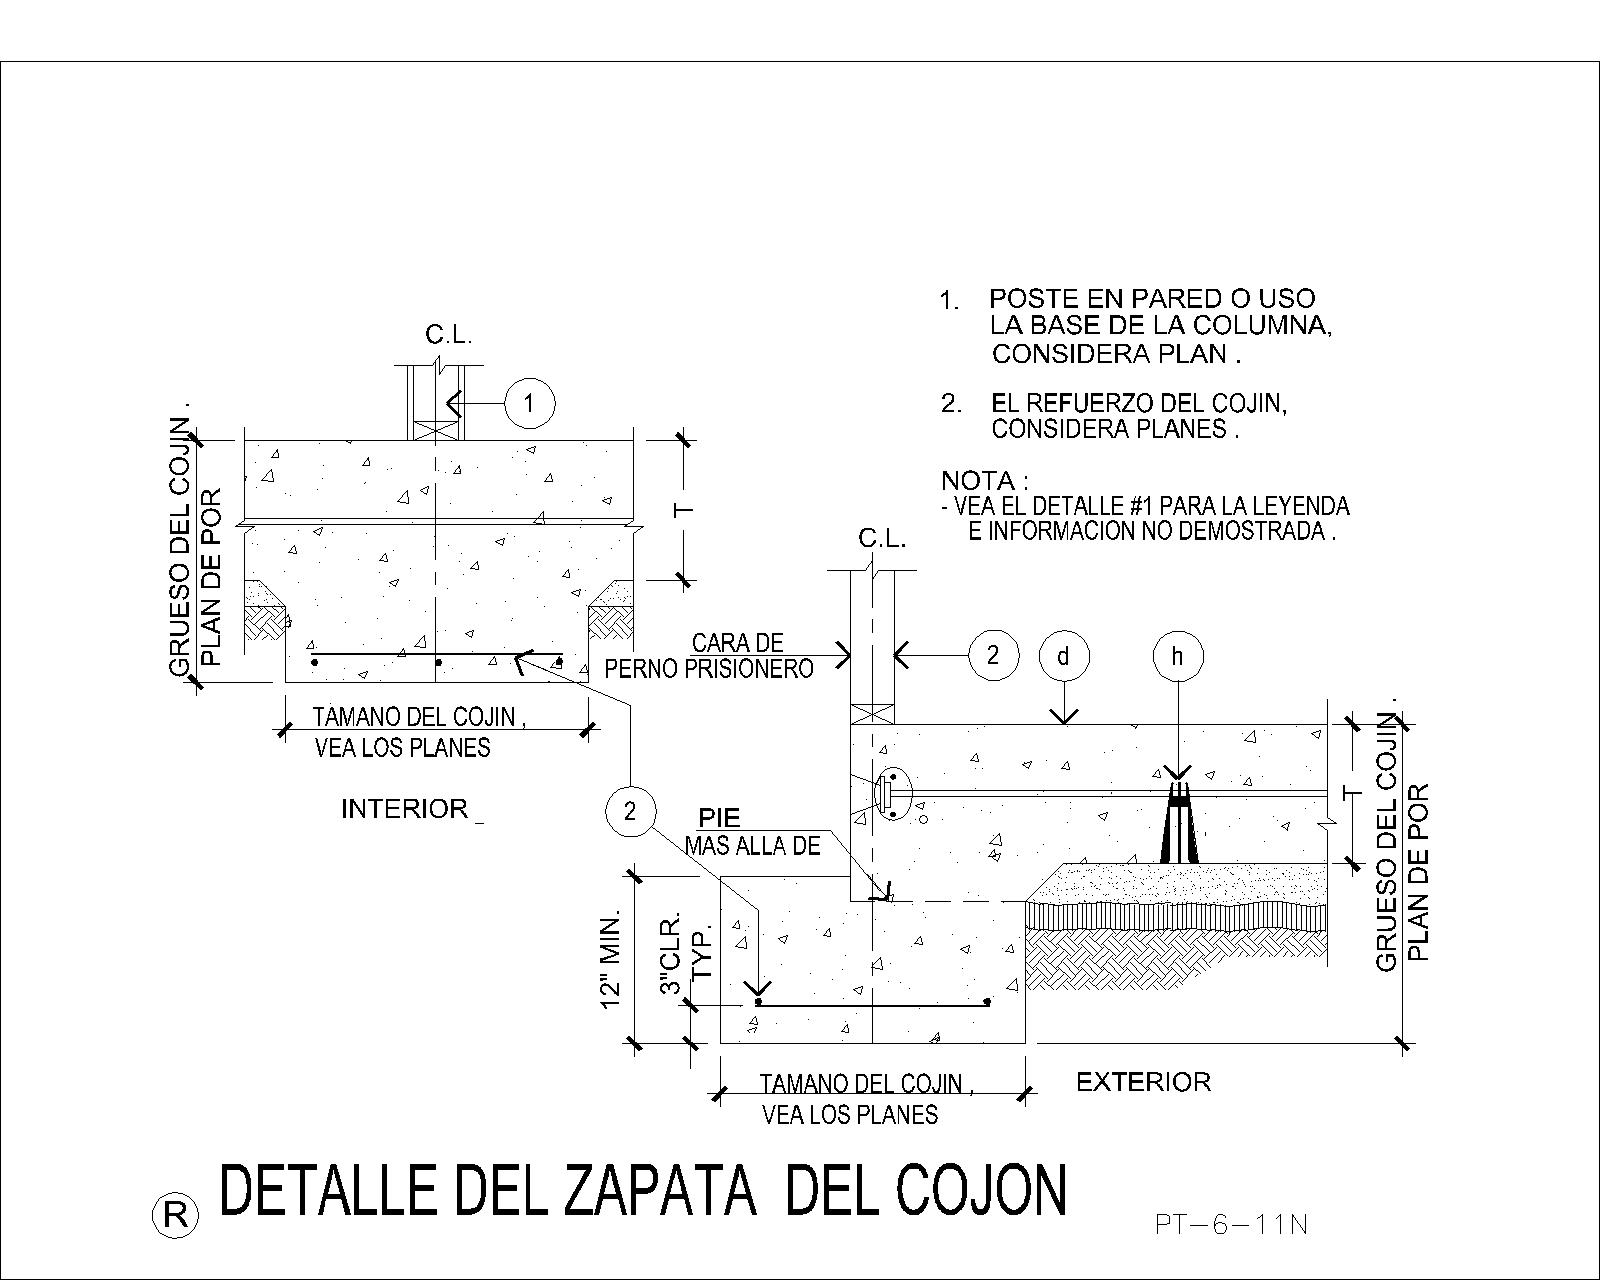 1. POSTE EN PARED O USO
LA BASE DE LA COLUMNA,
CONSIDERA PLAN .
2. EL REFUERZO DEL COJIN,
CONSIDERA PLANES .
NOTA :
- VEA EL DETALLE #1 PARA LA LEYENDA
E INFORMACION NO DEMOSTRADA .
C.L.
1
GRUESO DEL COJIN .
PLAN DE POR
T
TAMANO DEL COJIN ,
VEA LOS PLANES
INTERIOR _
2
C.L.
CARA DE
PERNO PRISIONERO
2
d
h
PIE
MAS ALLA DE
12" MIN.
3"CLR.
TYP.
T
GRUESO DEL COJIN .
PLAN DE POR
TAMANO DEL COJIN ,
VEA LOS PLANES
EXTERIOR
R
DETALLE DEL ZAPATA DEL COJON
PT-6-11N